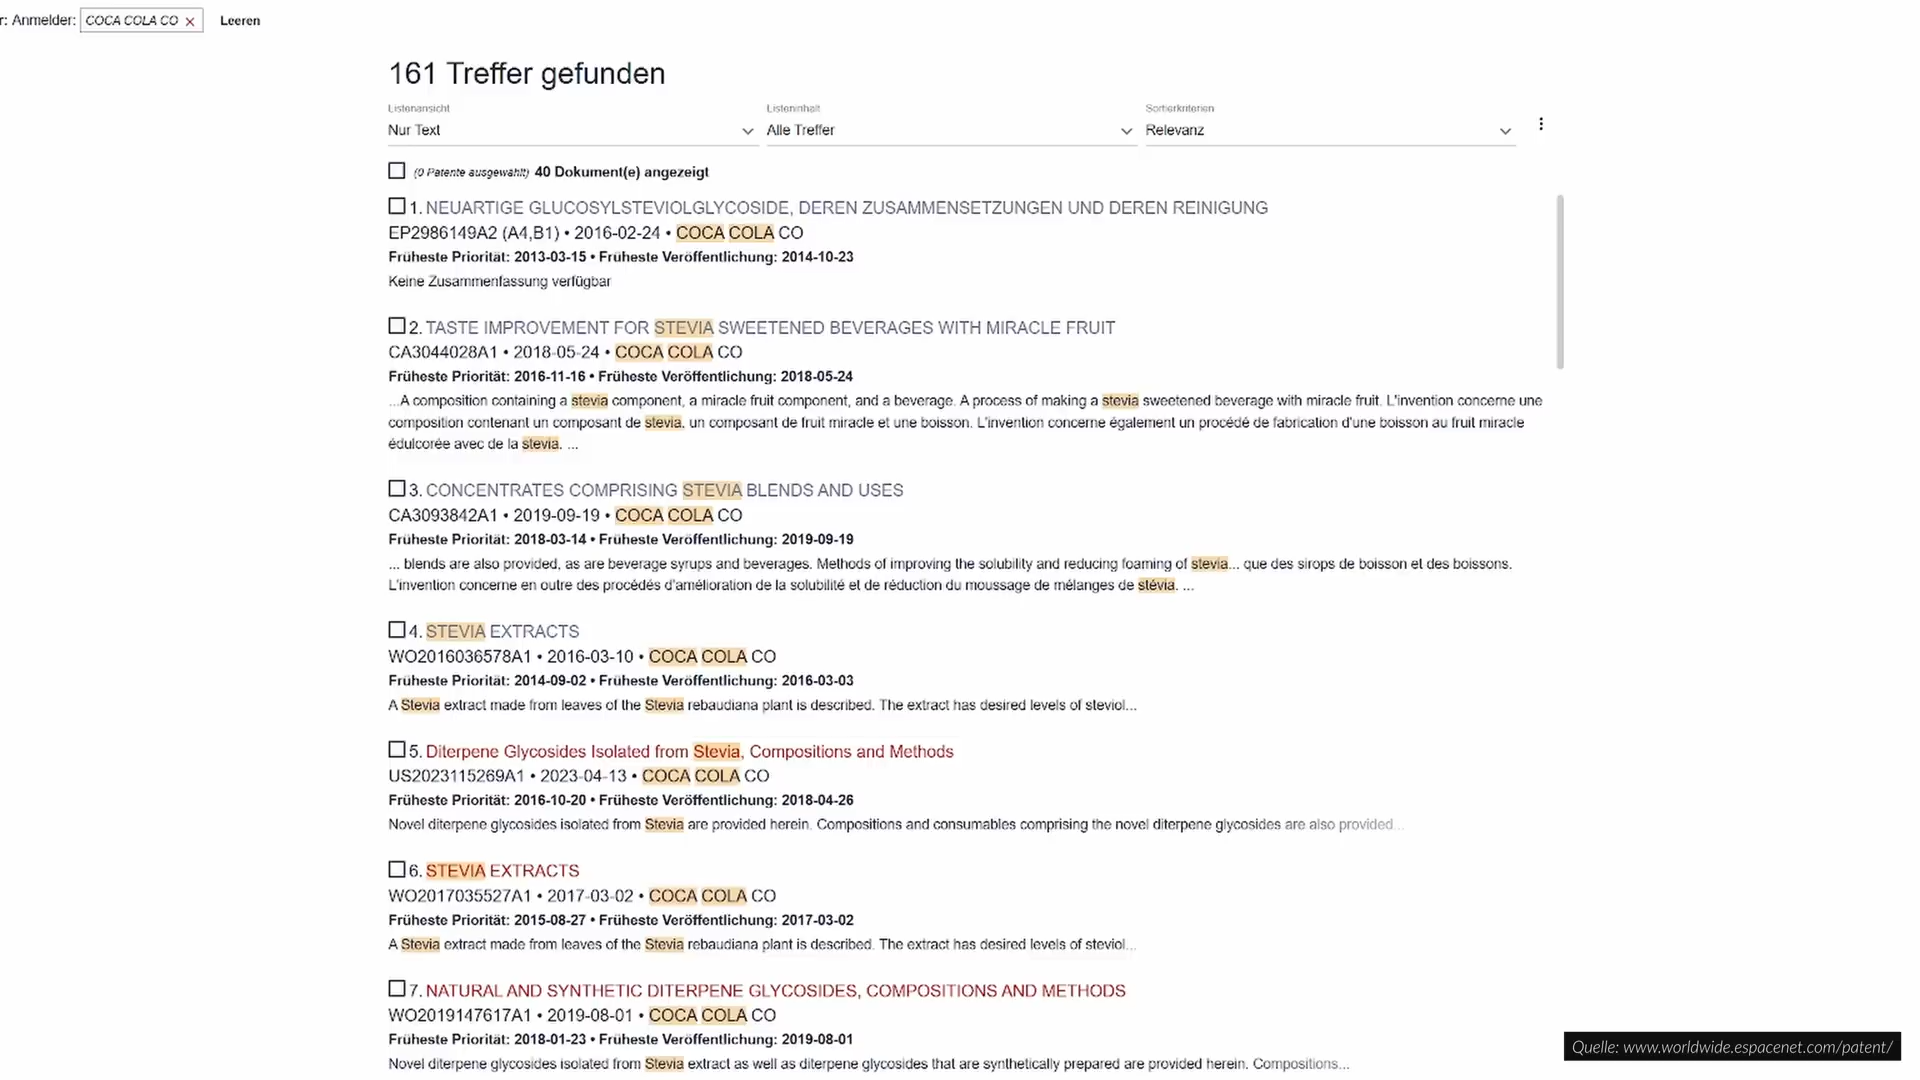 r: Anmelder: COCA COLA CO × Leeren
161 Treffer gefunden
Listenansicht Listeninhalt Sortierkriterien
Nur Text Alle Treffer Relevanz
(0 Patente ausgewählt) 40 Dokument(e) angezeigt
1. NEUARTIGE GLUCOSYLSTEVIOLGLYCOSIDE, DEREN ZUSAMMENSETZUNGEN UND DEREN REINIGUNG
EP2986149A2 (A4,B1) • 2016-02-24 • COCA COLA CO
Früheste Priorität: 2013-03-15 • Früheste Veröffentlichung: 2014-10-23
Keine Zusammenfassung verfügbar
2. TASTE IMPROVEMENT FOR STEVIA SWEETENED BEVERAGES WITH MIRACLE FRUIT
CA3044028A1 • 2018-05-24 • COCA COLA CO
Früheste Priorität: 2016-11-16 • Früheste Veröffentlichung: 2018-05-24
...A composition containing a stevia component, a miracle fruit component, and a beverage. A process of making a stevia sweetened beverage with miracle fruit. L'invention concerne une
composition contenant un composant de stevia, un composant de fruit miracle et une boisson. L'invention concerne également un procédé de fabrication d'une boisson au fruit miracle
édulcorée avec de la stevia. ...
3. CONCENTRATES COMPRISING STEVIA BLENDS AND USES
CA3093842A1 • 2019-09-19 • COCA COLA CO
Früheste Priorität: 2018-03-14 • Früheste Veröffentlichung: 2019-09-19
... blends are also provided, as are beverage syrups and beverages. Methods of improving the solubility and reducing foaming of stevia... que des sirops de boisson et des boissons.
L'invention concerne en outre des procédés d'amélioration de la solubilité et de réduction du moussage de mélanges de stévia. ...
4. STEVIA EXTRACTS
WO2016036578A1 • 2016-03-10 • COCA COLA CO
Früheste Priorität: 2014-09-02 • Früheste Veröffentlichung: 2016-03-03
A Stevia extract made from leaves of the Stevia rebaudiana plant is described. The extract has desired levels of steviol...
5. Diterpene Glycosides Isolated from Stevia, Compositions and Methods
US2023115269A1 • 2023-04-13 • COCA COLA CO
Früheste Priorität: 2016-10-20 • Früheste Veröffentlichung: 2018-04-26
Novel diterpene glycosides isolated from Stevia are provided herein. Compositions and consumables comprising the novel diterpene glycosides are also provided...
6. STEVIA EXTRACTS
WO2017035527A1 • 2017-03-02 • COCA COLA CO
Früheste Priorität: 2015-08-27 • Früheste Veröffentlichung: 2017-03-02
A Stevia extract made from leaves of the Stevia rebaudiana plant is described. The extract has desired levels of steviol...
7. NATURAL AND SYNTHETIC DITERPENE GLYCOSIDES, COMPOSITIONS AND METHODS
WO2019147617A1 • 2019-08-01 • COCA COLA CO
Früheste Priorität: 2018-01-23 • Früheste Veröffentlichung: 2019-08-01
Novel diterpene glycosides isolated from Stevia extract as well as diterpene glycosides that are synthetically prepared are provided herein. Compositions...
Quelle: www.worldwide.espacenet.com/patent/